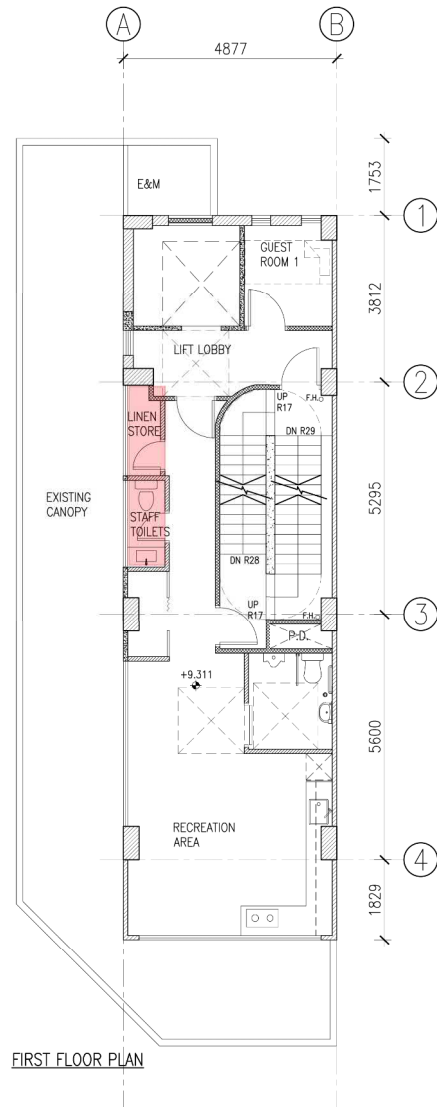 A
B
4877
E&M
1753
1
GUEST
ROOM 1
3812
LIFT LOBBY
2
UP
R17
F.H.
LINEN
STORE
DN R29
EXISTING
CANOPY
5295
STAFF
TOILETS
DN R28
UP
R17
F.H.
3
P.D.
+9.311
5600
RECREATION
AREA
4
1829
FIRST FLOOR PLAN